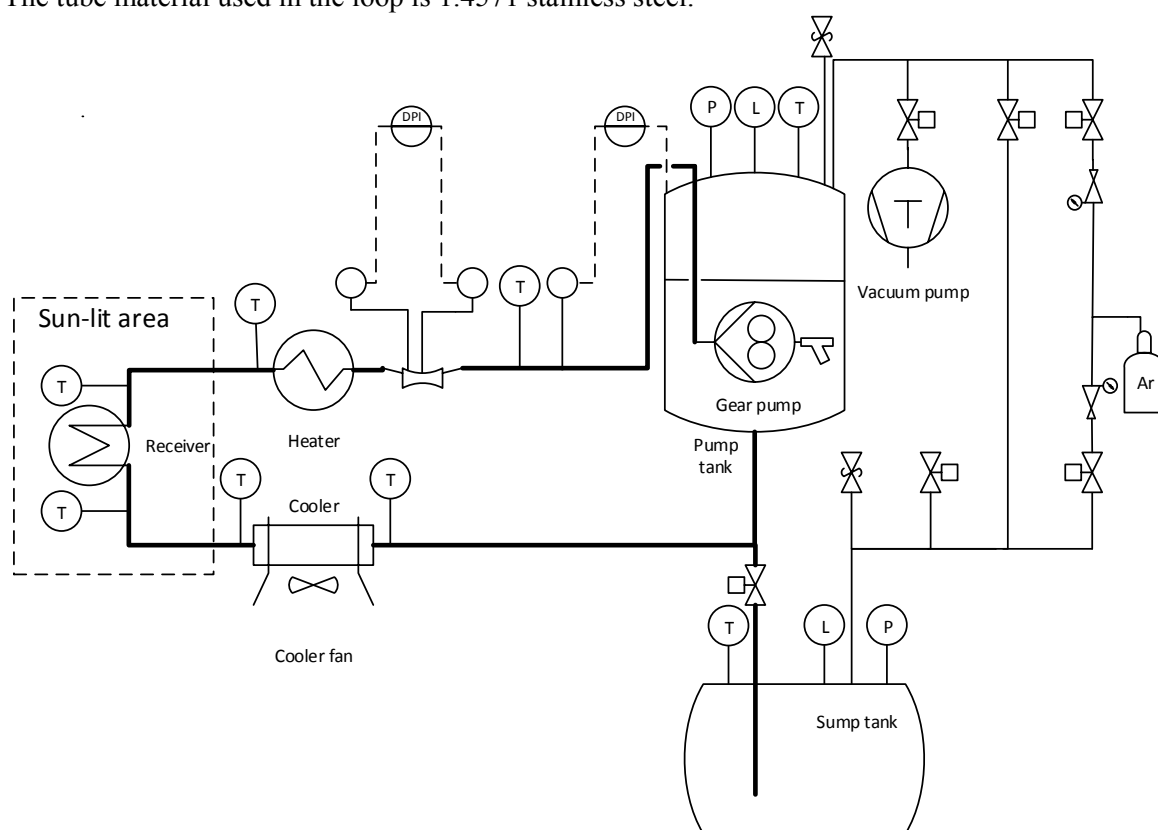 The tube material used in the loop is 1.4571 stainless steel.
DPI
DPI
P
L
T
Vacuum pump
T
T
Sun-lit area
Ar
T
Gear pump
Receiver
Heater
Pump
tank
T
T
T
Cooler
T
L
P
Cooler fan
Sump tank